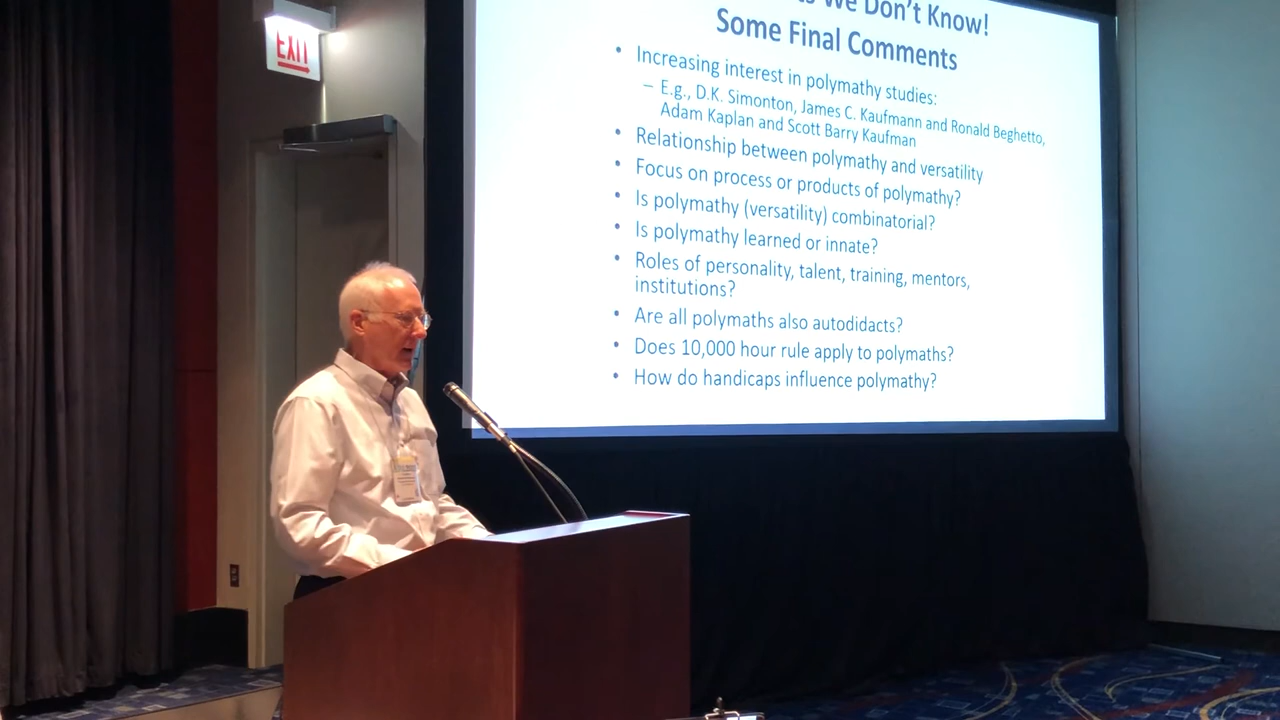 EXIT
We Don't Know!
Some Final Comments
• Increasing interest in polymathy studies:
– E.g., D.K. Simonton, James C. Kaufmann and Ronald Beghetto,
Adam Kaplan and Scott Barry Kaufman
• Relationship between polymathy and versatility
• Focus on process or products of polymathy?
• Is polymathy (versatility) combinatorial?
• Is polymathy learned or innate?
• Roles of personality, talent, training, mentors,
institutions?
• Are all polymaths also autodidacts?
• Does 10,000 hour rule apply to polymaths?
• How do handicaps influence polymathy?